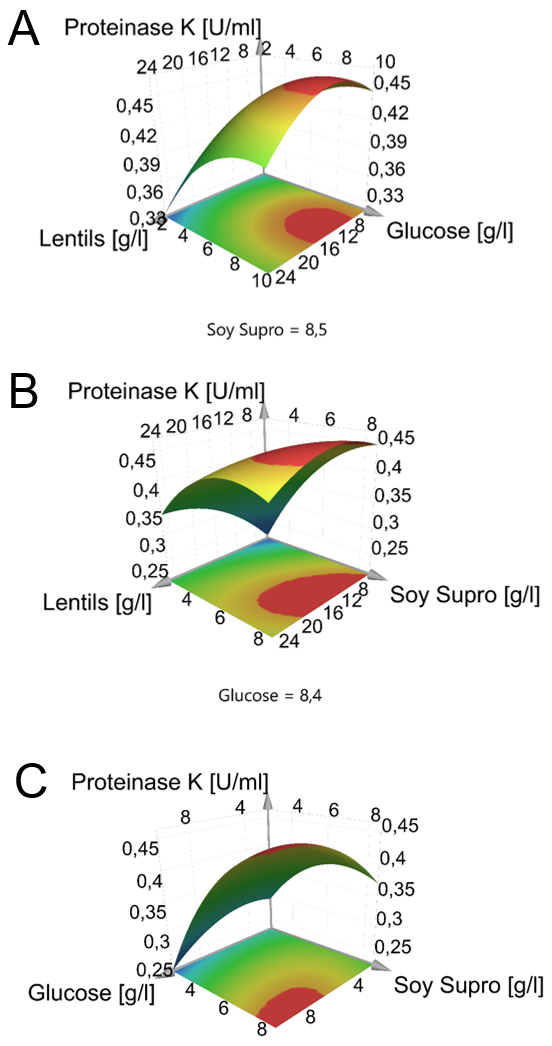 A
Proteinase K [U/ml]
24 20 16 12 8 2 4 6 8 10
0,45 0,45
0,42 0,42
0,39 0,39
0,36 0,36
0,33 0,33
Lentils [g/l] 2 4 6 8 10 24 20 16 12 8 Glucose [g/l]
Soy Supro = 8,5
B
Proteinase K [U/ml]
24 20 16 12 8 4 6 8
0,45 0,45
0,4 0,4
0,35 0,35
0,3 0,3
0,25 0,25
Lentils [g/l] 4 6 8 24 20 16 12 8 Soy Supro [g/l]
Glucose = 8,4
C
Proteinase K [U/ml]
8 4 4 6 8
0,45 0,45
0,4 0,4
0,35 0,35
0,3 0,3
0,25 0,25
Glucose [g/l] 4 6 8 8 4 Soy Supro [g/l]